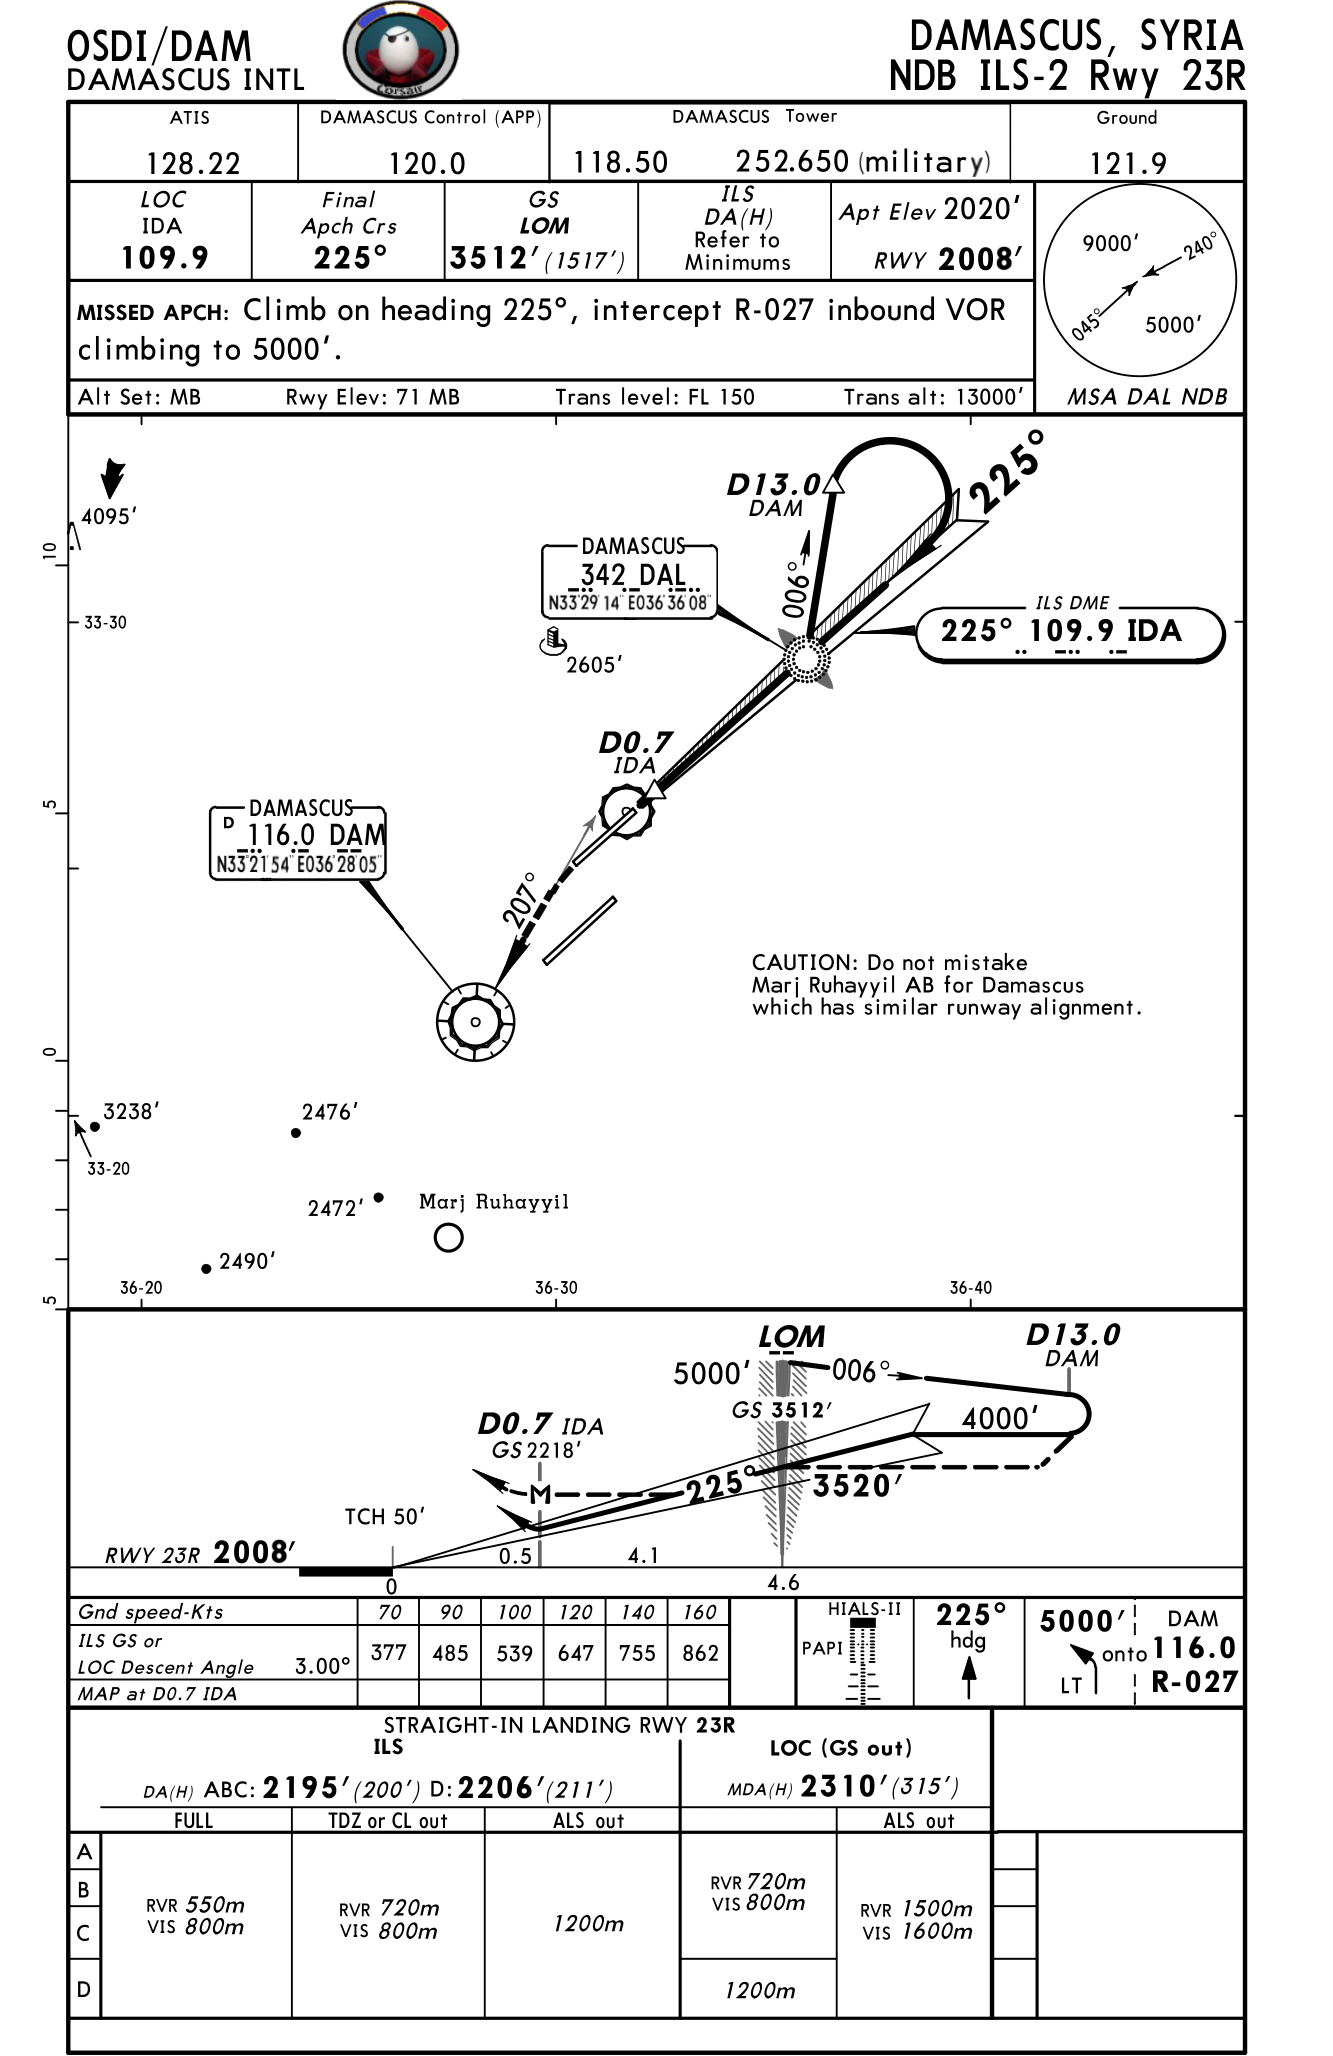 OSDI/DAM
DAMASCUS INTL
Corsair
DAMASCUS, SYRIA
NDB ILS-2 Rwy 23R
ATIS
128.22
DAMASCUS Control (APP)
120.0
DAMASCUS Tower
118.50 252.650 (military)
Ground
121.9
LOC
IDA
109.9
Final
Apch Crs
225°
GS
LOM
3512' (1517')
ILS
DA(H)
Refer to
Minimums
Apt Elev 2020'
RWY 2008'
9000'
240°
045°
5000'
MSA DAL NDB
MISSED APCH: Climb on heading 225°, intercept R-027 inbound VOR
climbing to 5000'.
Alt Set: MB Rwy Elev: 71 MB Trans level: FL 150 Trans alt: 13000'
225°
D13.0
DAM
4095'
006°
DAMASCUS
342 DAL
N33°29'14" E036°36'08"
ILS DME
225° 109.9 IDA
10
33-30
2605'
D0.7
IDA
5
DAMASCUS
D 116.0 DAM
N33°21'54" E036°28'05"
207°
CAUTION: Do not mistake
Marj Ruhayyil AB for Damascus
which has similar runway alignment.
0
3238'
2476'
33-20
2472'
Marj Ruhayyil
2490'
36-20
36-30
36-40
5
LOM
D13.0
DAM
5000'
006°
GS 3512'
4000'
D0.7 IDA
GS 2218'
225°
3520'
M
TCH 50'
RWY 23R 2008'
0.5
4.1
0
4.6
Gnd speed-Kts 70 90 100 120 140 160
ILS GS or
LOC Descent Angle 3.00° 377 485 539 647 755 862
MAP at D0.7 IDA
HIALS-II
PAPI
225°
hdg
5000'
LT
onto
DAM
116.0
R-027
STRAIGHT-IN LANDING RWY 23R
ILS
LOC (GS out)
DA(H) ABC: 2195' (200') D: 2206' (211')
MDA(H) 2310' (315')
FULL
TDZ or CL out
ALS out
ALS out
A
B
C
D
RVR 550m
VIS 800m
RVR 720m
VIS 800m
1200m
RVR 720m
VIS 800m
1200m
RVR 1500m
VIS 1600m